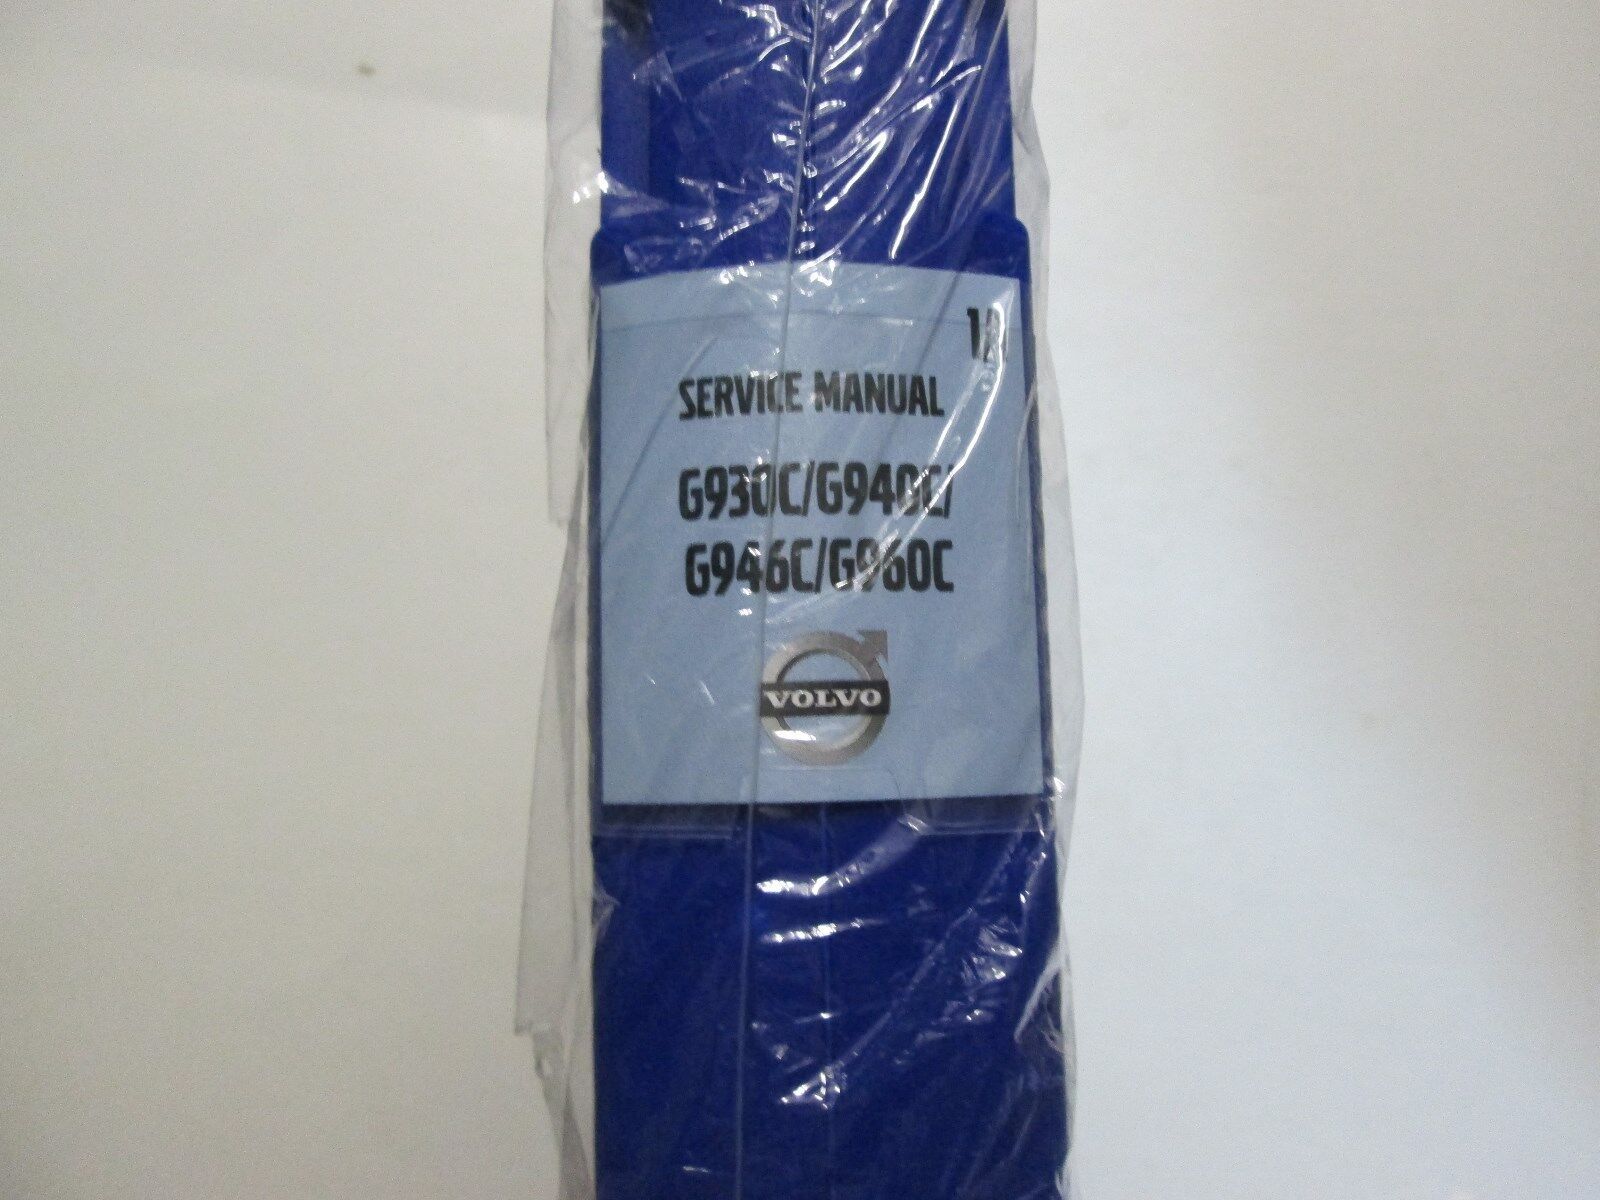 SERVICE MANUAL
G930C/G940C/
G946C/G960C
VOLVO